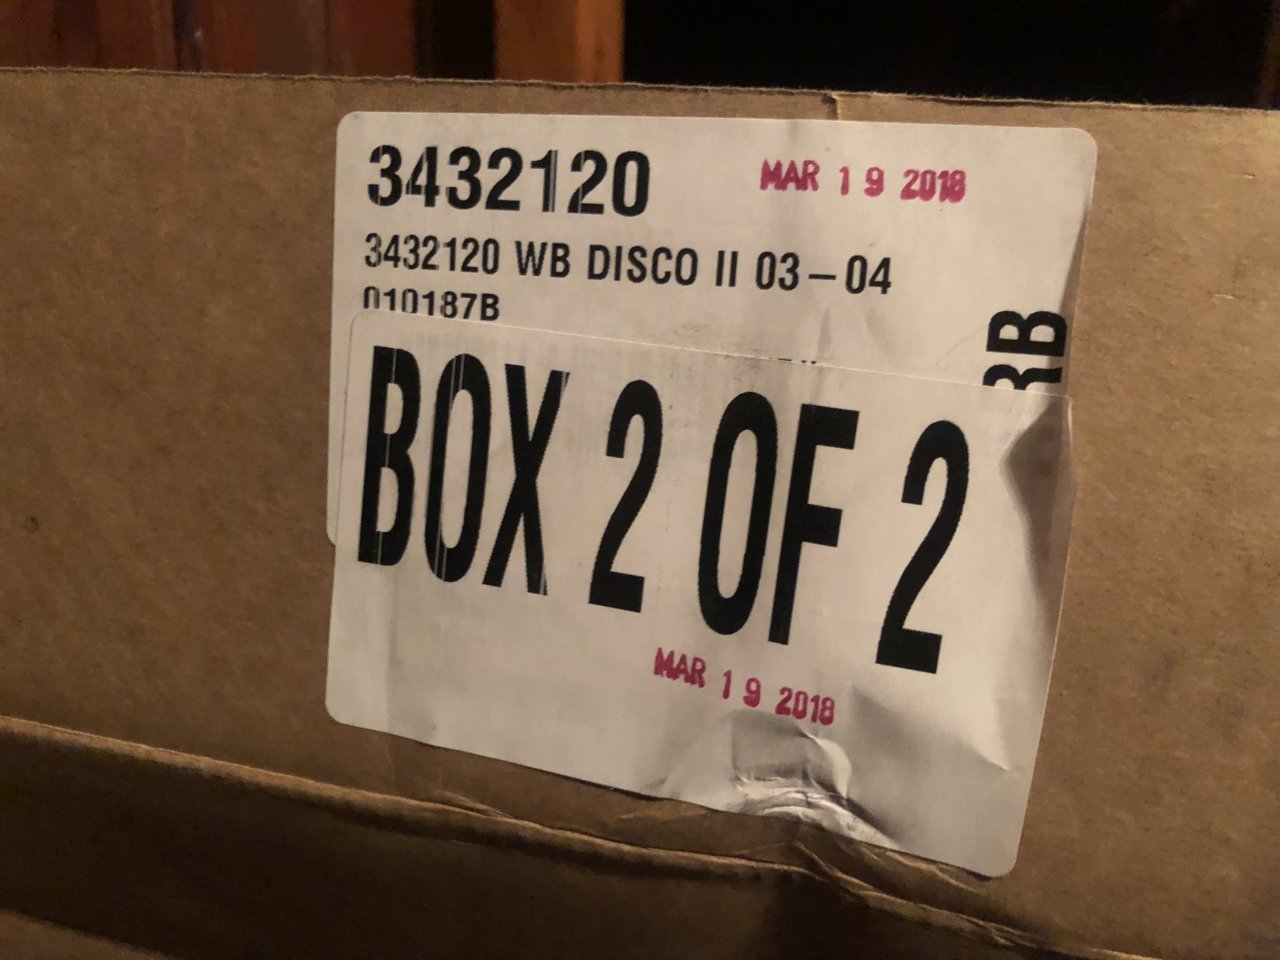 3432120
MAR 19 2018
3432120 WB DISCO II 03-04
010187B
BOX 2 OF 2
MAR 19 2018